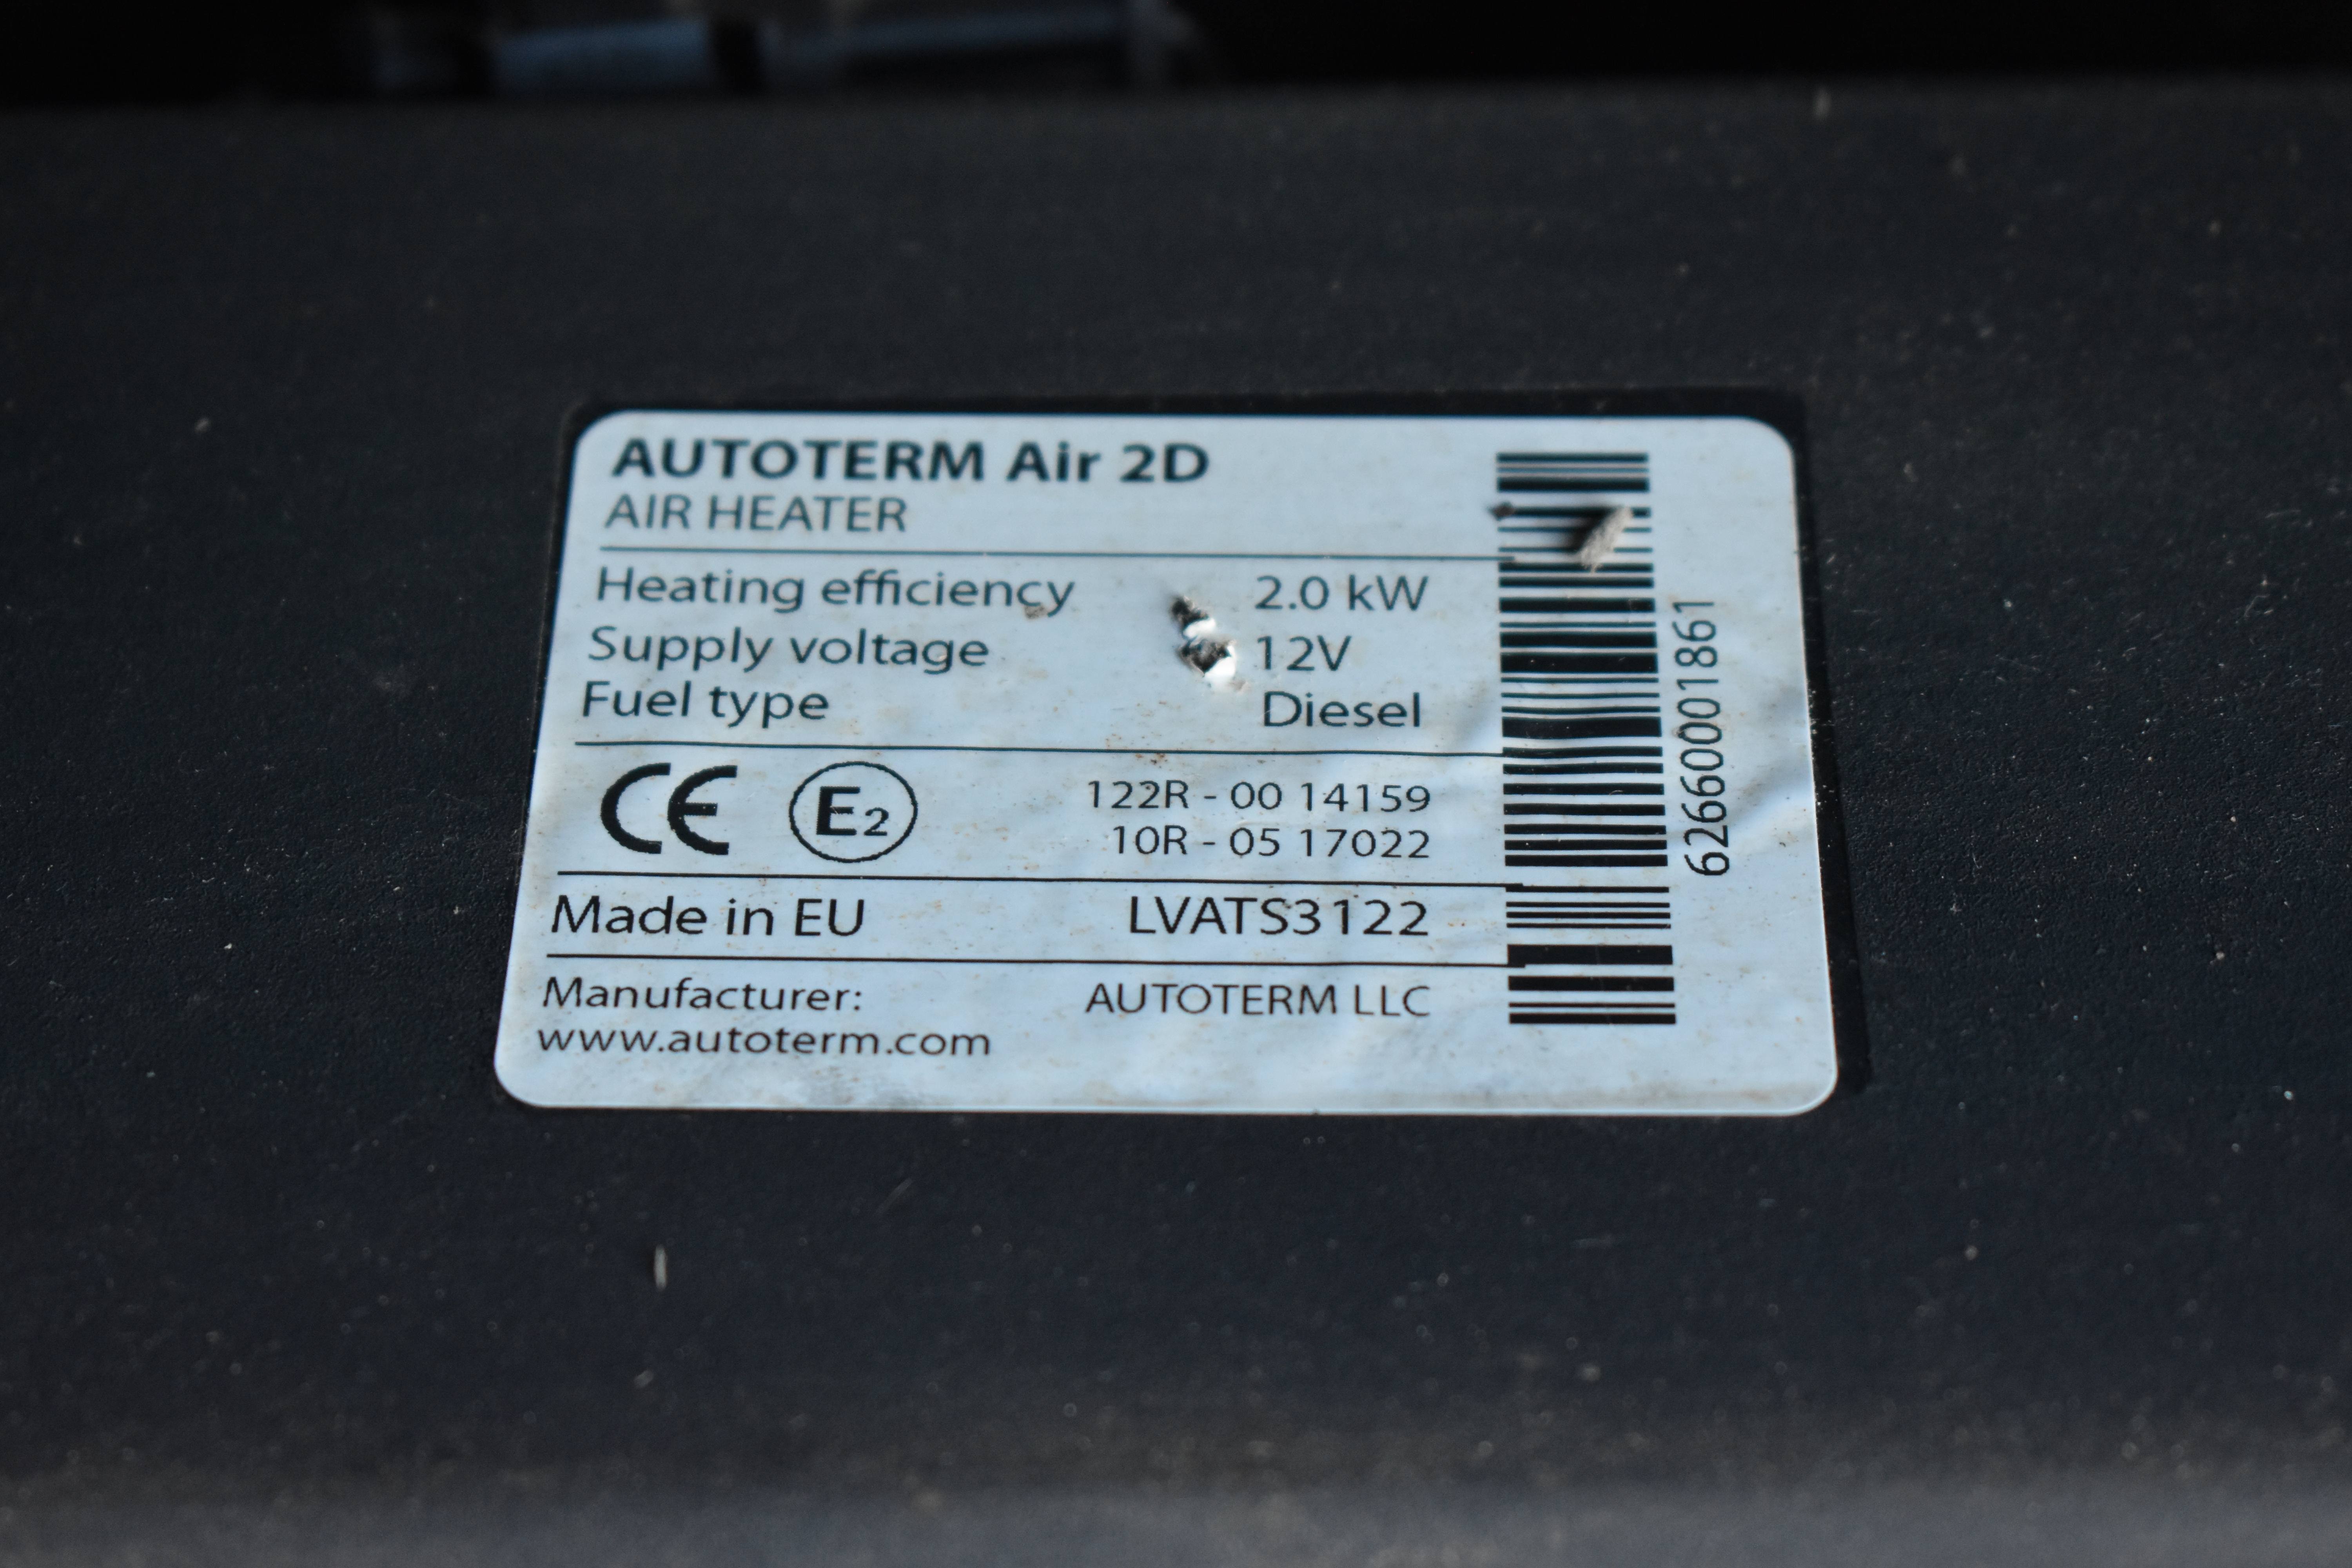 AUTOTERM Air 2D
AIR HEATER
Heating efficiency 2.0 kW
Supply voltage 12V
Fuel type Diesel
CE E2 122R - 00 14159
10R - 05 17022
Made in EU LVATS3122
Manufacturer: AUTOTERM LLC
www.autoterm.com
626600001861